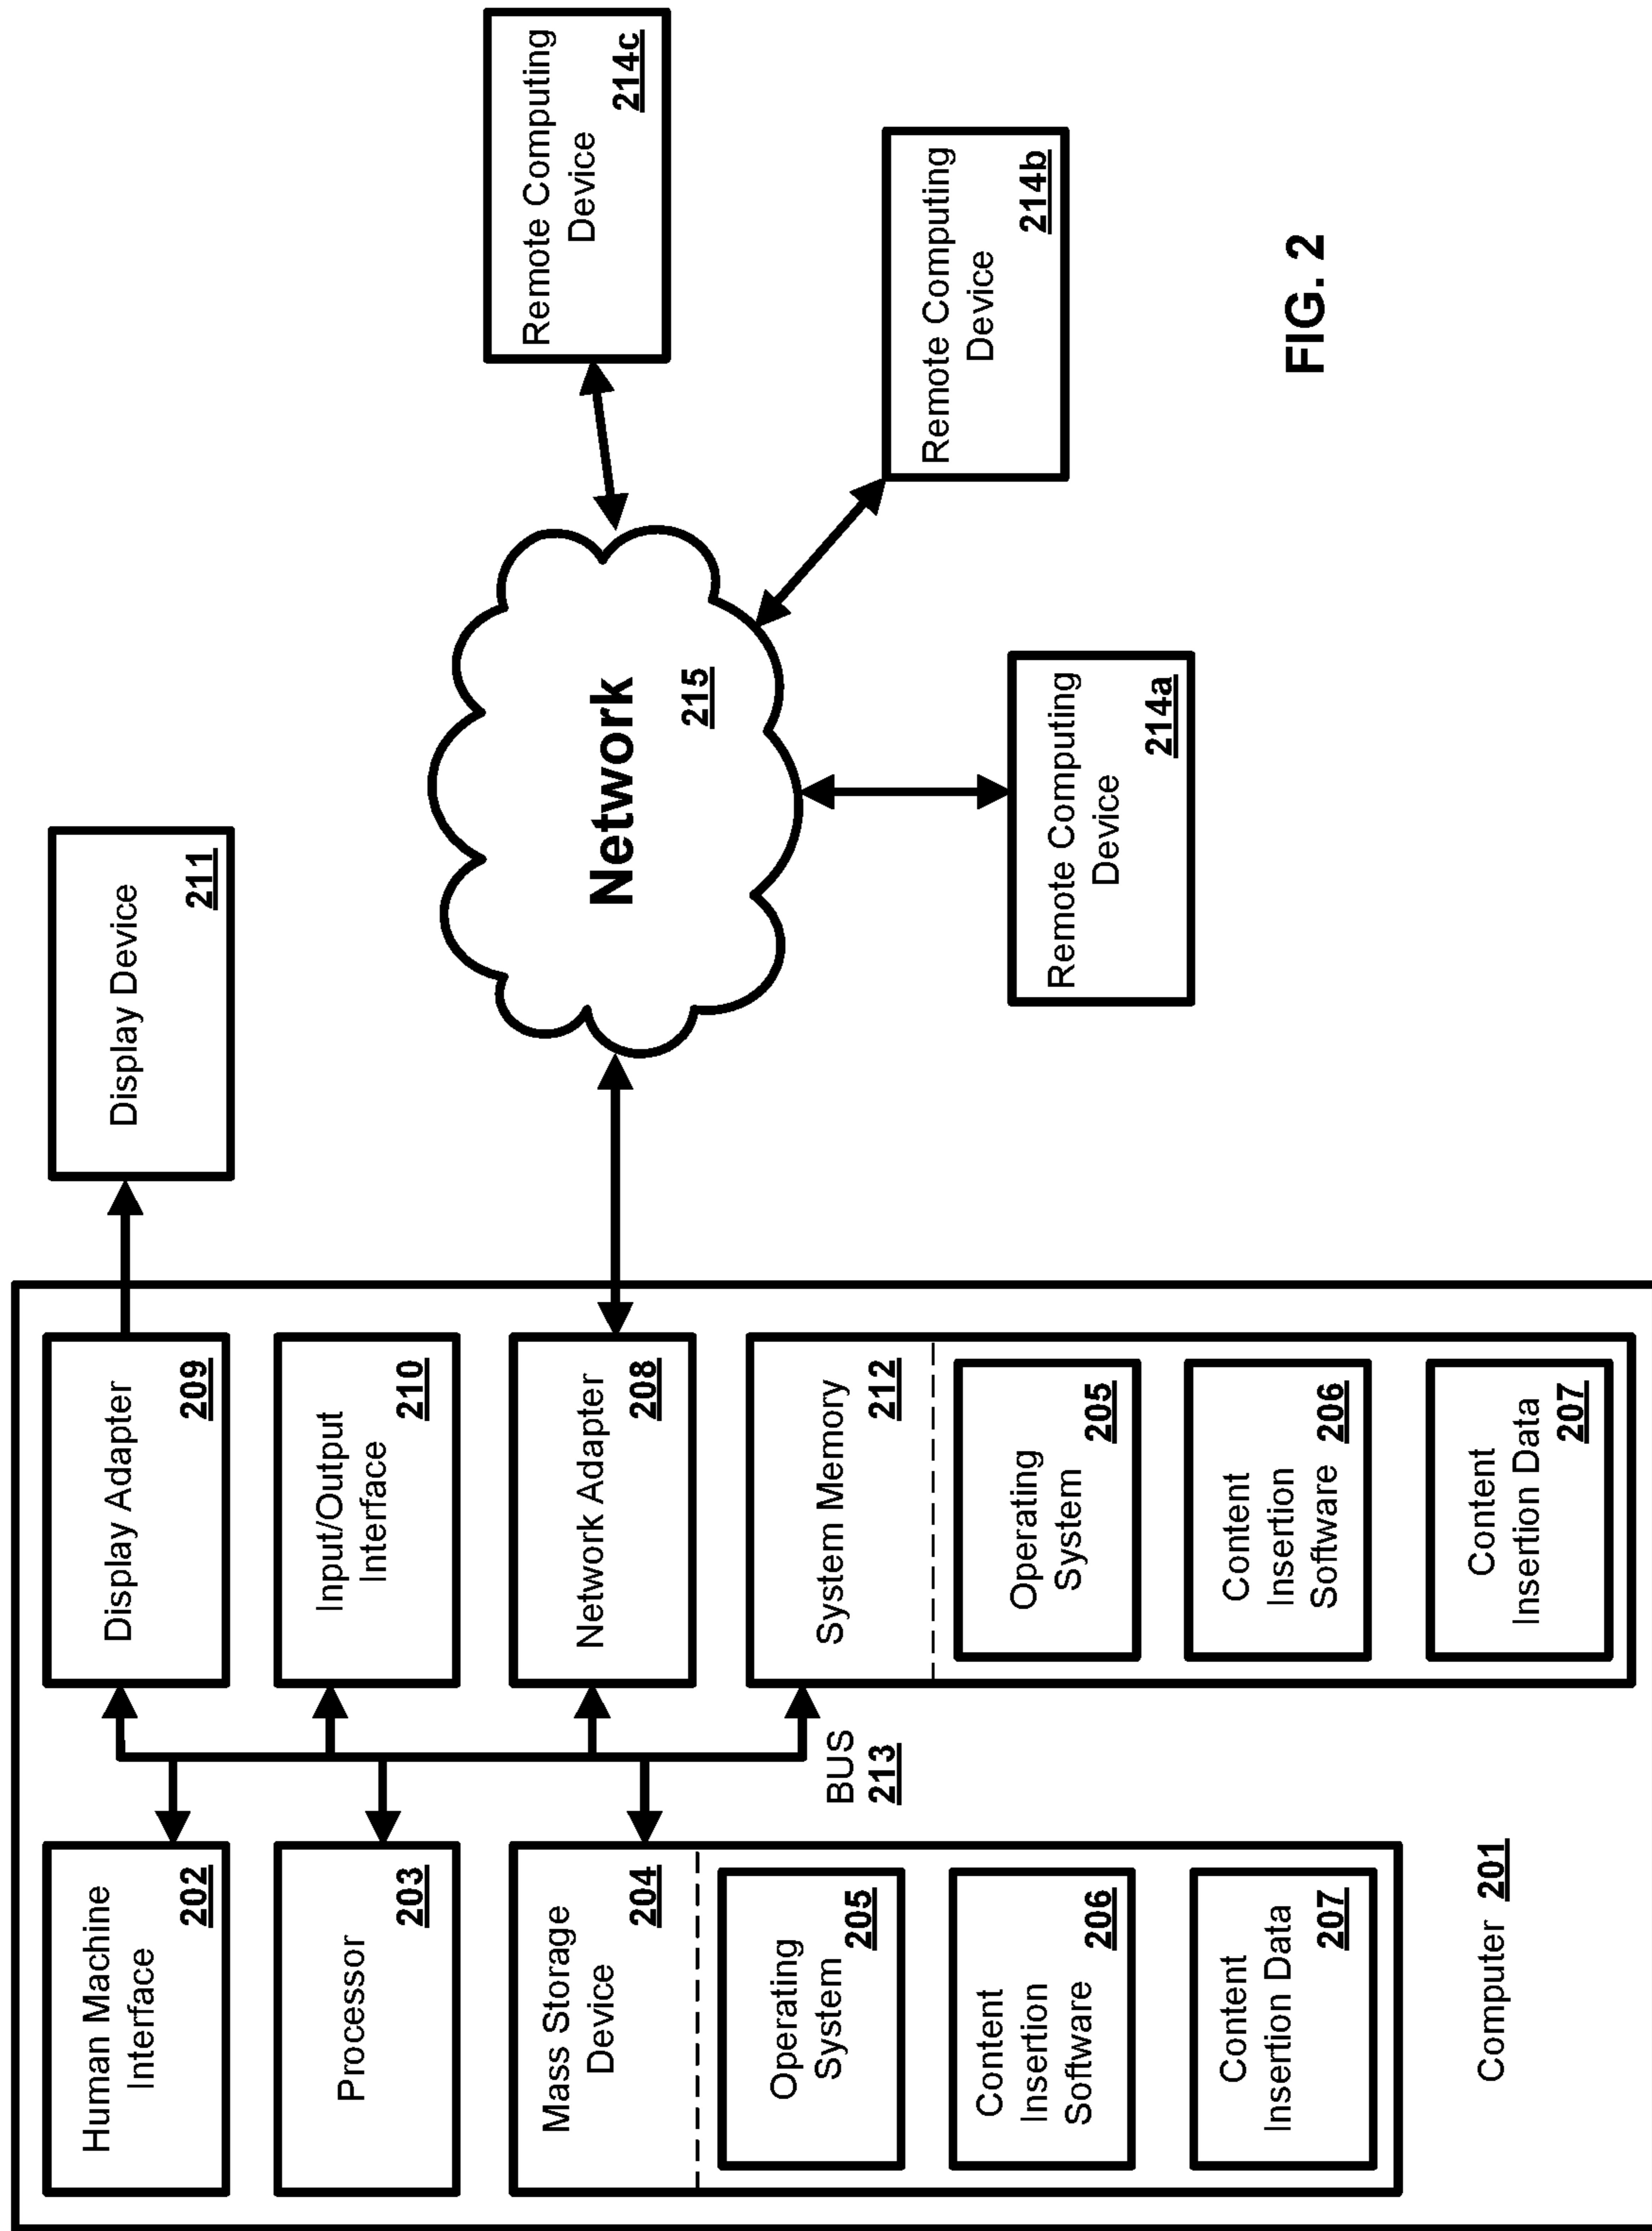 Human Machine
Interface
202
Processor
203
Mass Storage
Device
204
Operating
System
205
Content
Insertion
Software
206
Content
Insertion Data
207
Computer 201
BUS
213
Display Adapter
209
Input/Output
Interface
210
Network Adapter
208
System Memory
212
Operating
System
205
Content
Insertion
Software
206
Content
Insertion Data
207
Display Device
211
Network
215
Remote Computing
Device
214a
Remote Computing
Device
214b
Remote Computing
Device
214c
FIG. 2